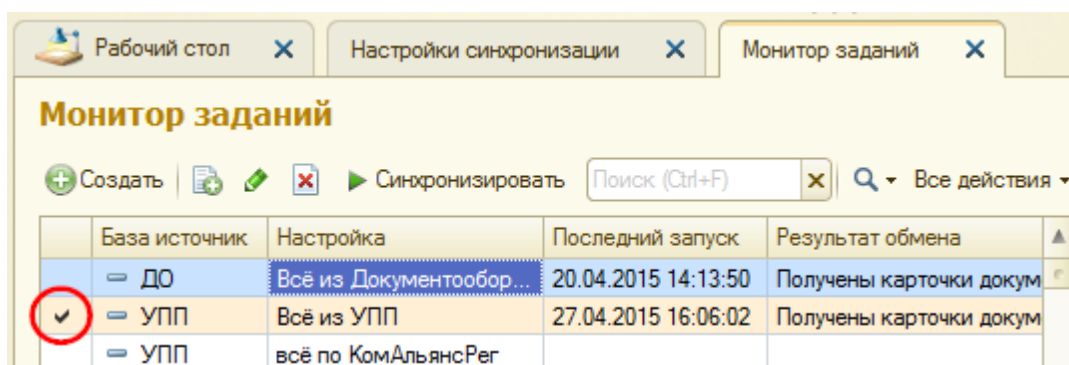 Рабочий стол Настройки синхронизации Монитор заданий
Монитор заданий
Создать Синхронизировать Поиск (Ctrl+F) Все действия
База источник Настройка Последний запуск Результат обмена
ДО Всё из Документообор... 20.04.2015 14:13:50 Получены карточки докум
УПП Всё из УПП 27.04.2015 16:06:02 Получены карточки докум
УПП всё по КомАльянсРег